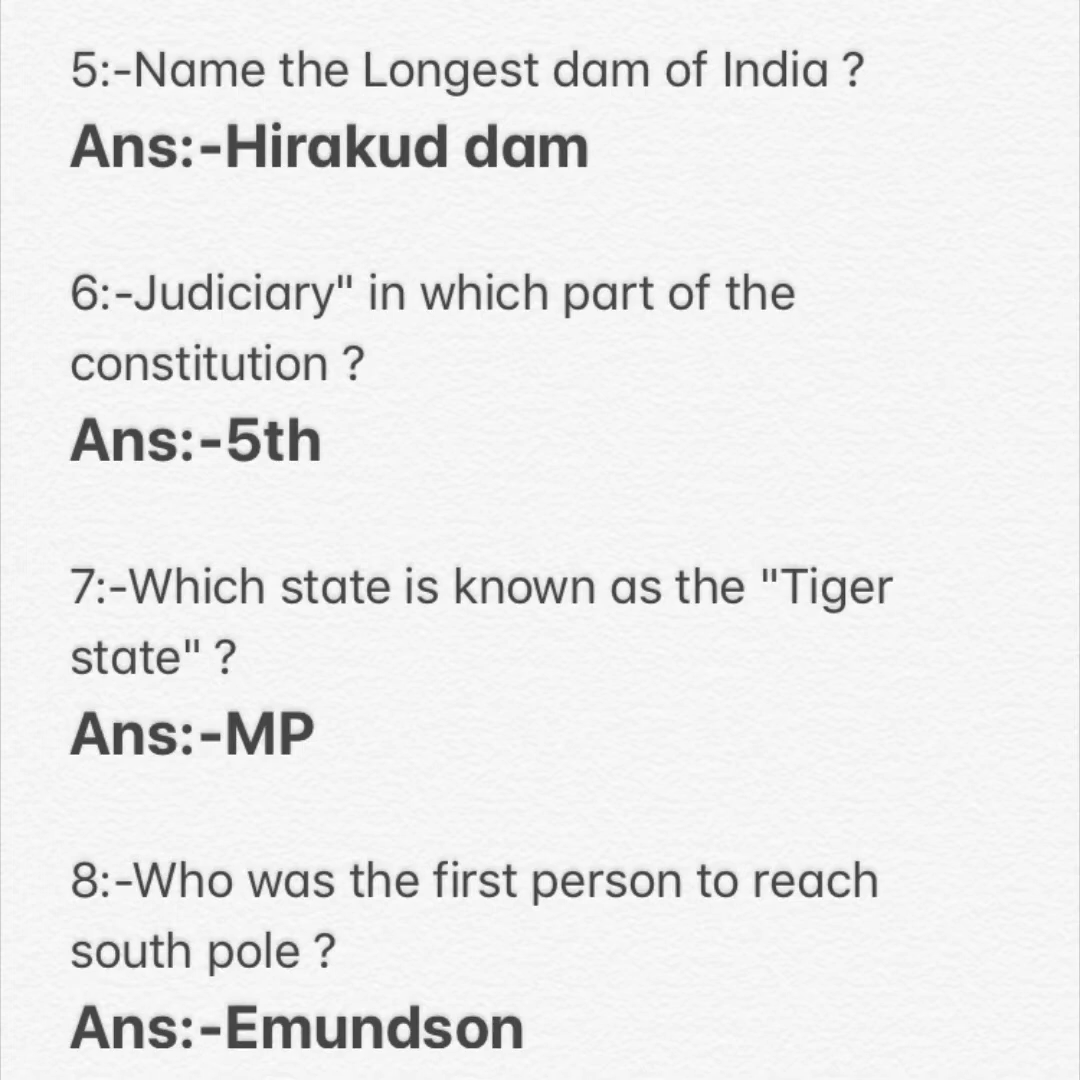 5:-Name the Longest dam of India ?
Ans:-Hirakud dam
6:-Judiciary" in which part of the
constitution ?
Ans:-5th
7:-Which state is known as the "Tiger
state" ?
Ans:-MP
8:-Who was the first person to reach
south pole ?
Ans:-Emundson